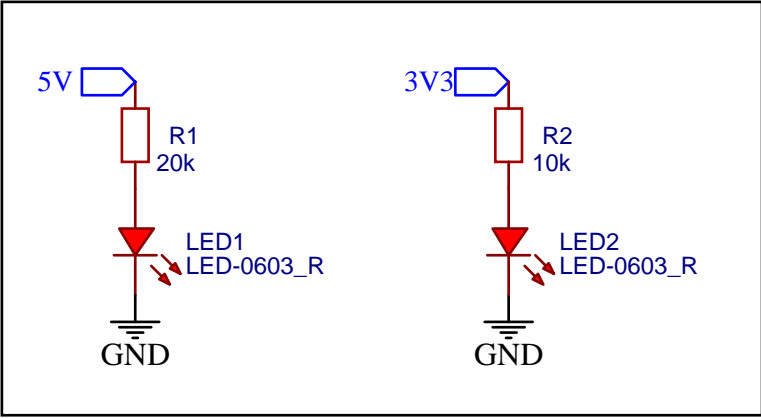 5V
R1
20k
LED1
LED-0603_R
GND
3V3
R2
10k
LED2
LED-0603_R
GND